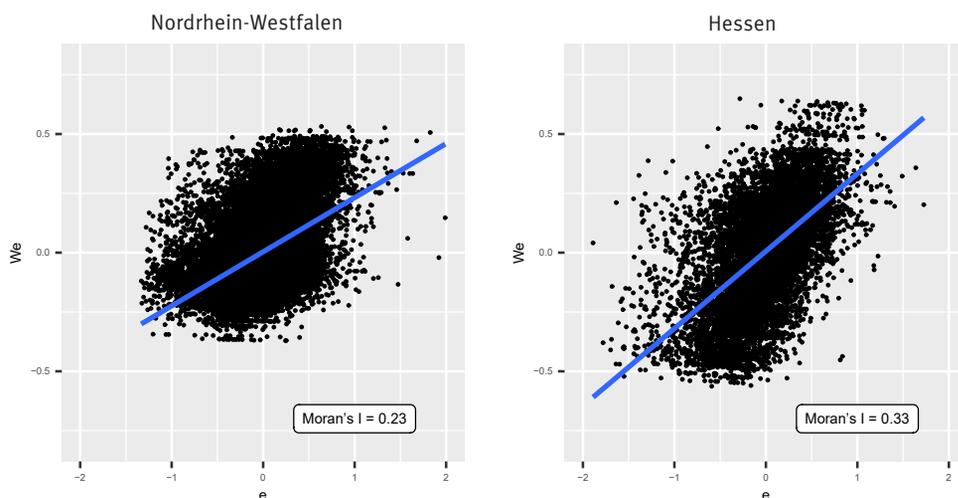 Nordrhein-Westfalen
0.5
0.0
−0.5
We
Moran's I = 0.23
−2 −1 0 1 2
e
Hessen
0.5
0.0
−0.5
We
Moran's I = 0.33
−2 −1 0 1 2
e